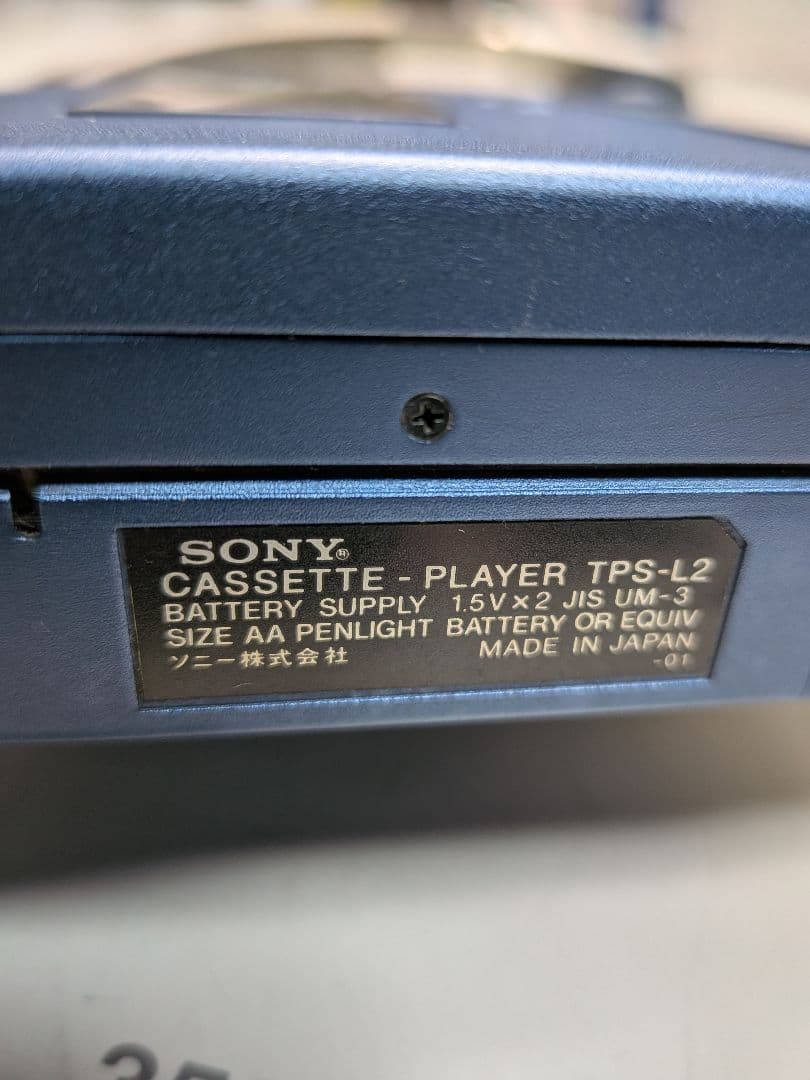 SONY®
CASSETTE - PLAYER TPS-L2
BATTERY SUPPLY 1.5V×2 JIS UM-3
SIZE AA PENLIGHT BATTERY OR EQUIV
ソニー株式会社 MADE IN JAPAN
-01